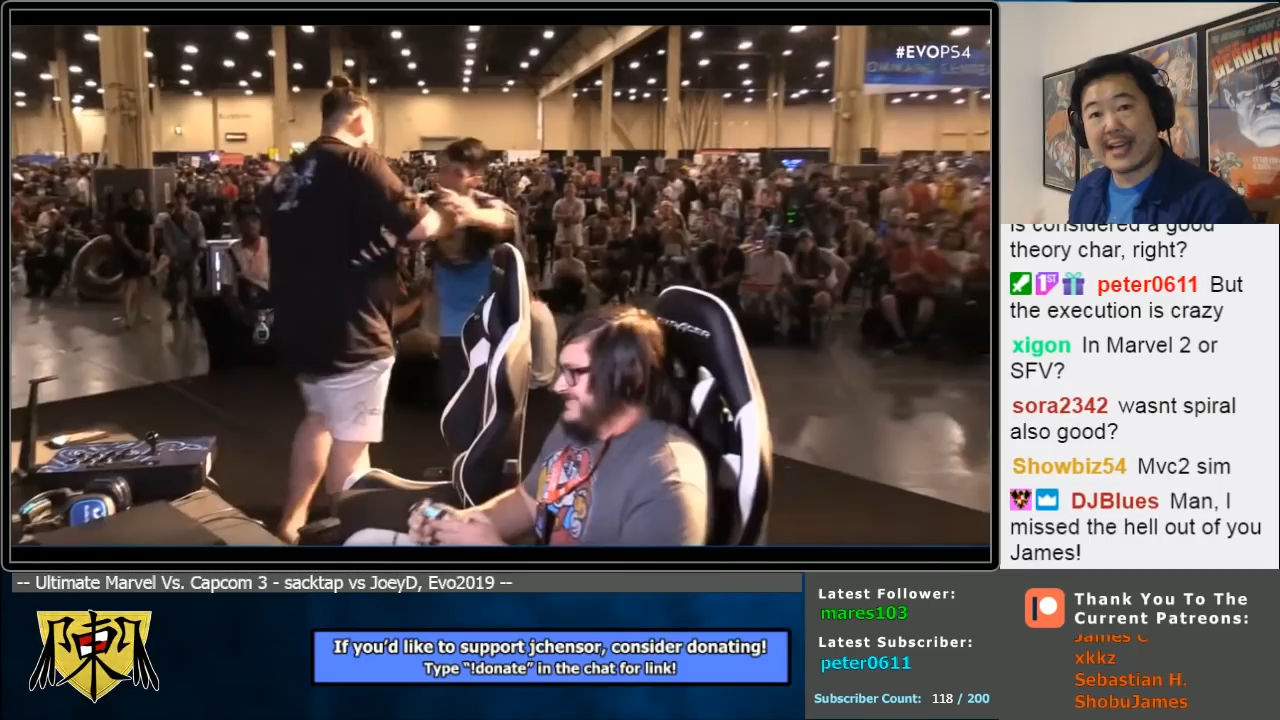 #EVOPS4
is considered a good
theory char, right?
peter0611 But
the execution is crazy
xigon In Marvel 2 or
SFV?
sora2342 wasnt spiral
also good?
Showbiz54 Mvc2 sim
DJBlues Man, I
missed the hell out of you
James!
-- Ultimate Marvel Vs. Capcom 3 - sacktap vs JoeyD, Evo2019 --
If you'd like to support jchensor, consider donating!
Type "!donate" in the chat for link!
Latest Follower:
mares103
Latest Subscriber:
peter0611
Subscriber Count: 118 / 200
Thank You To The
Current Patreons:
James C
xkkz
Sebastian H.
ShobuJames